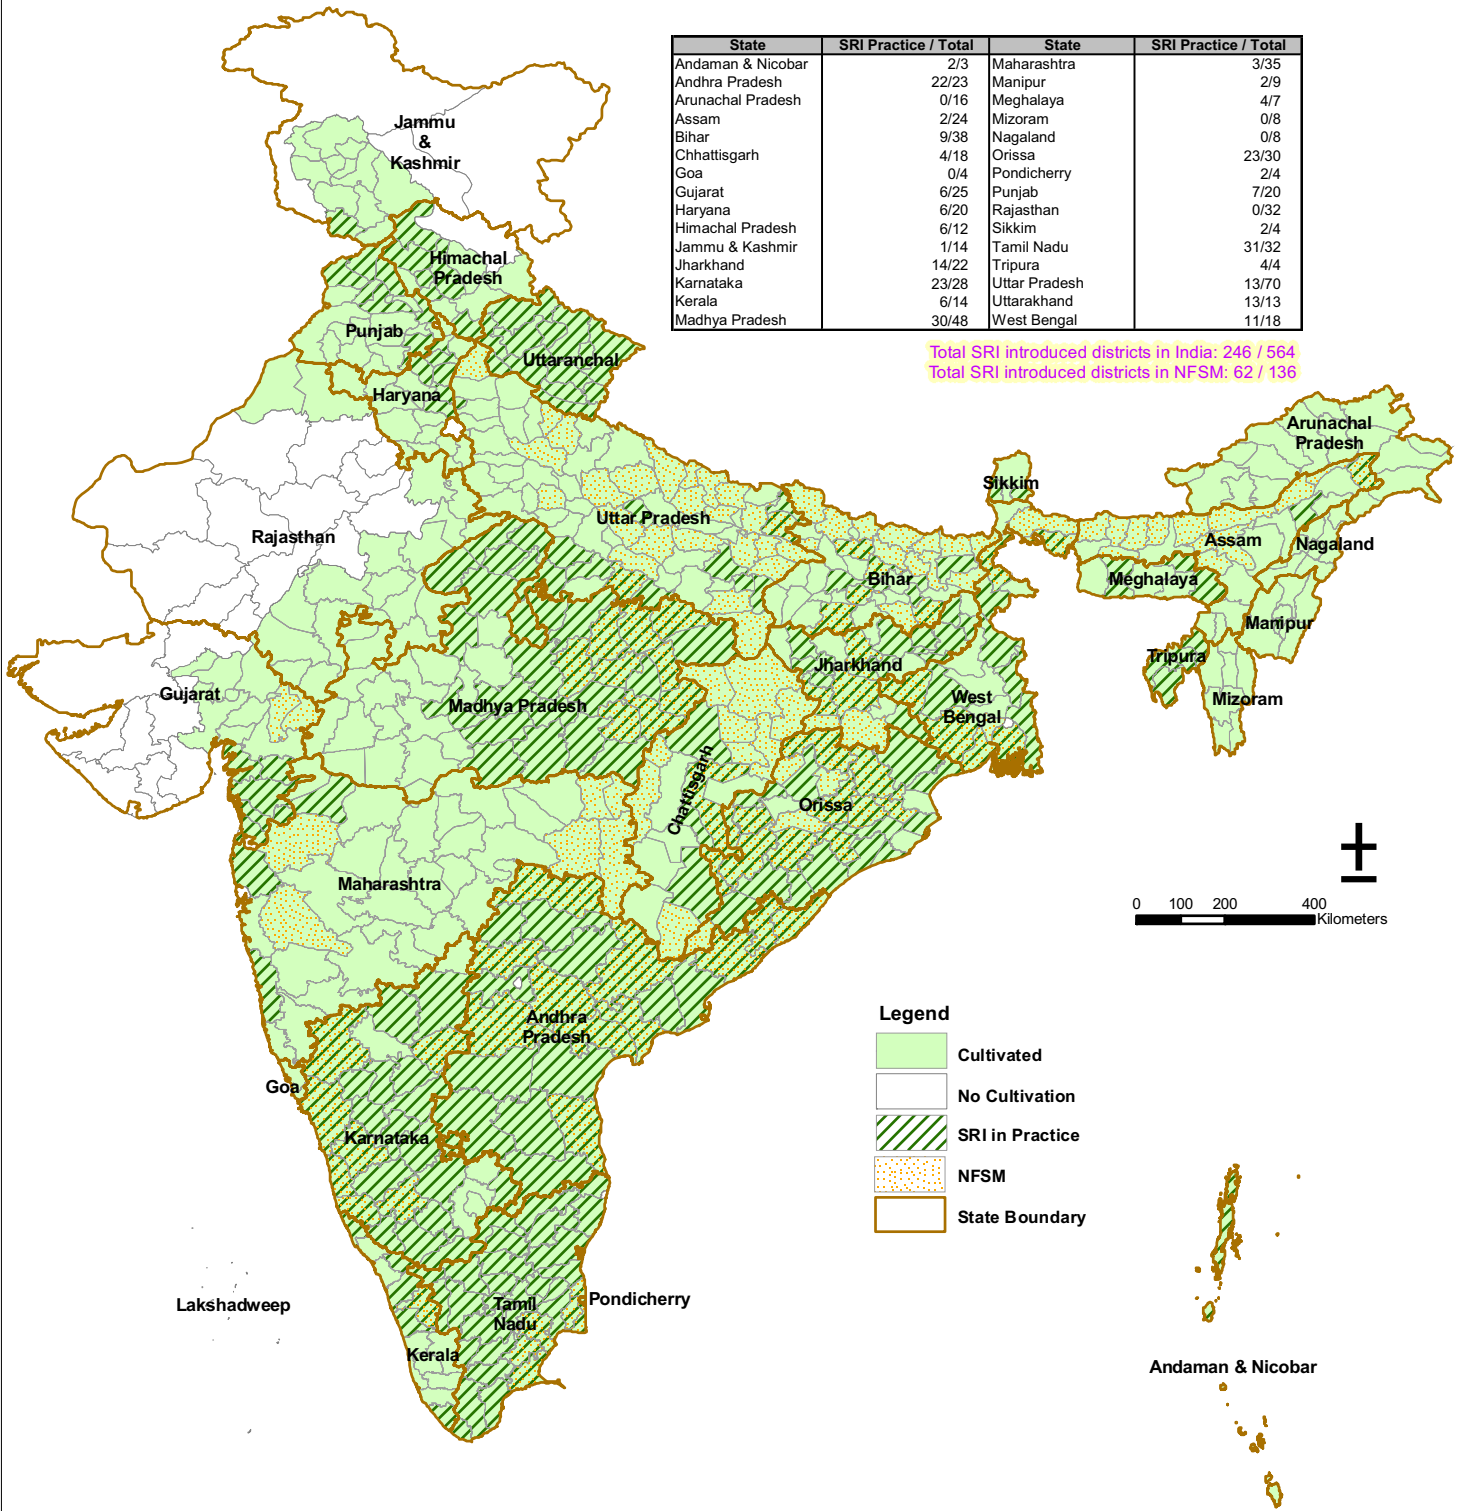 State SRI Practice / Total State SRI Practice / Total
Andaman & Nicobar 2/3 Maharashtra 3/35
Andhra Pradesh 22/23 Manipur 2/9
Arunachal Pradesh 0/16 Meghalaya 4/7
Assam 2/24 Mizoram 0/8
Bihar 9/38 Nagaland 0/8
Chhattisgarh 4/18 Orissa 23/30
Goa 0/4 Pondicherry 2/4
Gujarat 6/25 Punjab 7/20
Haryana 6/20 Rajasthan 0/32
Himachal Pradesh 6/12 Sikkim 2/4
Jammu & Kashmir 1/14 Tamil Nadu 31/32
Jharkhand 14/22 Tripura 4/4
Karnataka 23/28 Uttar Pradesh 13/70
Kerala 6/14 Uttarakhand 13/13
Madhya Pradesh 30/48 West Bengal 11/18
Total SRI introduced districts in India: 246 / 564
Total SRI introduced districts in NFSM: 62 / 136
Jammu
&
Kashmir
Himachal
Pradesh
Punjab
Uttaranchal
Haryana
Arunachal
Pradesh
Sikkim
Uttar Pradesh
Rajasthan
Assam
Nagaland
Bihar
Meghalaya
Manipur
Tripura
Jharkhand
Gujarat
Madhya Pradesh
West
Bengal
Mizoram
Chattisgarh
Orissa
Maharashtra
0 100 200 400
Kilometers
Andhra
Pradesh
Goa
Karnataka
Legend
Cultivated
No Cultivation
SRI in Practice
NFSM
State Boundary
Lakshadweep
Tamil
Nadu
Pondicherry
Kerala
Andaman & Nicobar